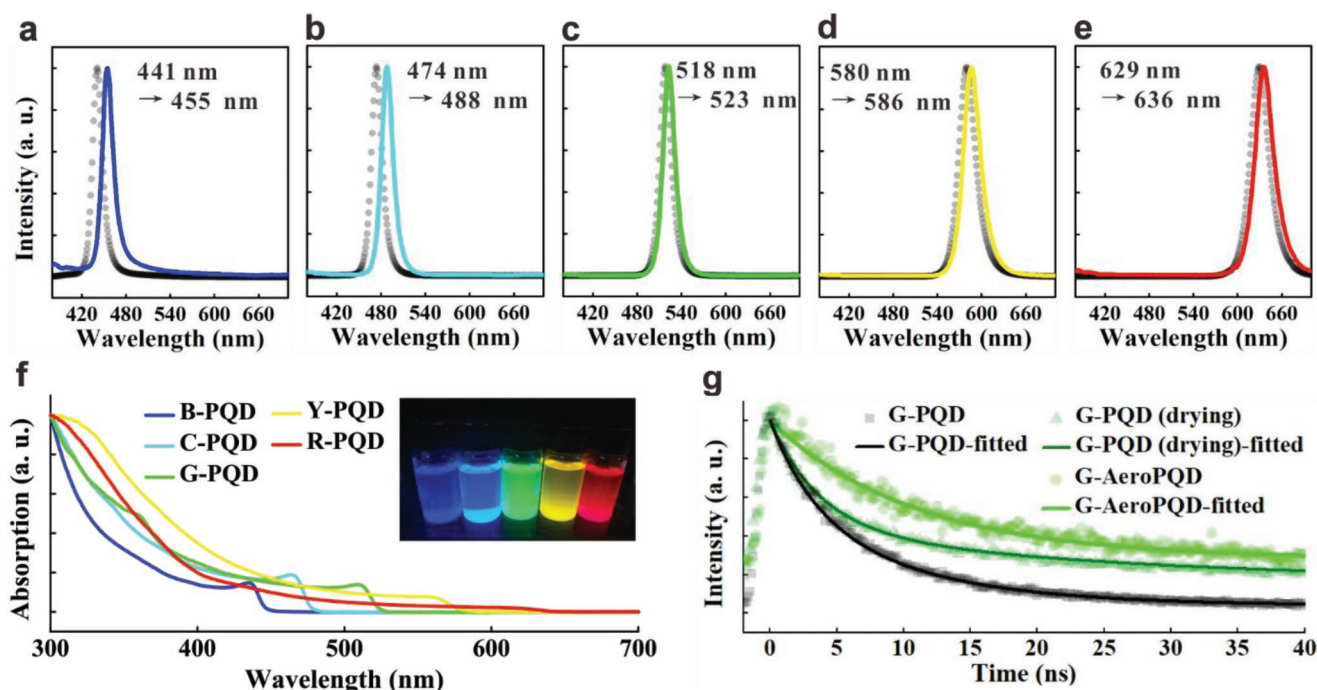 a
441 nm
→ 455 nm
b
474 nm
→ 488 nm
c
518 nm
→ 523 nm
d
580 nm
→ 586 nm
e
629 nm
→ 636 nm
Intensity (a. u.)
420 480 540 600 660
Wavelength (nm)
420 480 540 600 660
Wavelength (nm)
420 480 540 600 660
Wavelength (nm)
420 480 540 600 660
Wavelength (nm)
420 480 540 600 660
Wavelength (nm)
f
B-PQD Y-PQD
C-PQD R-PQD
G-PQD
Absorption (a. u.)
300 400 500 600 700
Wavelength (nm)
g
G-PQD G-PQD (drying)
G-PQD-fitted G-PQD (drying)-fitted
G-AeroPQD
G-AeroPQD-fitted
Intensity (a. u.)
0 5 10 15 20 25 30 35 40
Time (ns)